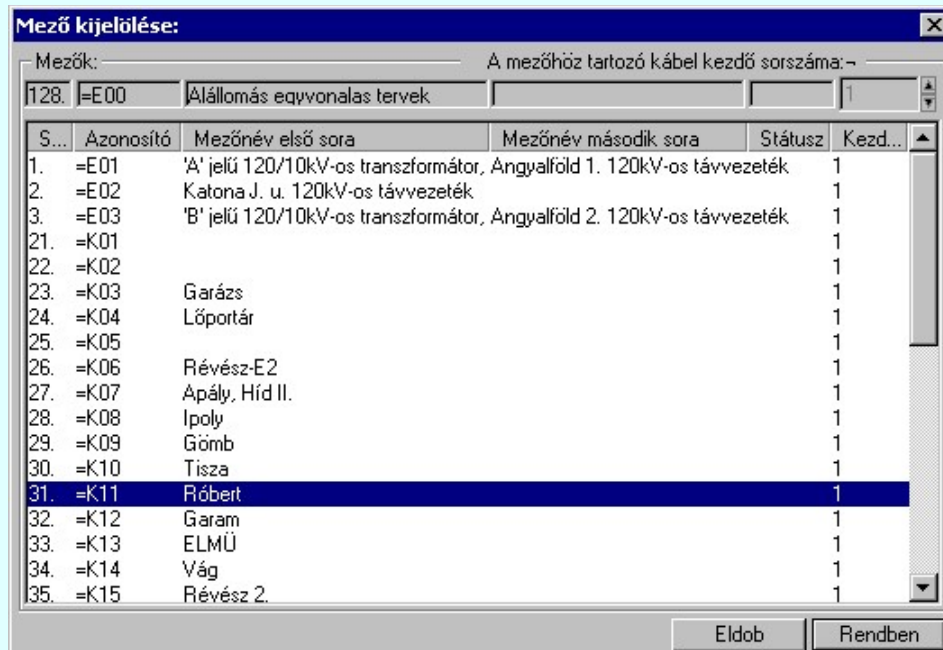 Mező kijelölése:
Mezők: A mezőhöz tartozó kábel kezdő sorszáma:¬
128. =E00 Alállomás egyvonalas tervek 1
S... Azonosító Mezőnév első sora Mezőnév második sora Státusz Kezd...
1. =E01 'A' jelű 120/10kV-os transzformátor, Angyalföld 1. 120kV-os távvezeték 1
2. =E02 Katona J. u. 120kV-os távvezeték 1
3. =E03 'B' jelű 120/10kV-os transzformátor, Angyalföld 2. 120kV-os távvezeték 1
21. =K01 1
22. =K02 1
23. =K03 Garázs 1
24. =K04 Lőportár 1
25. =K05 1
26. =K06 Révész-E2 1
27. =K07 Apály, Híd II. 1
28. =K08 Ipoly 1
29. =K09 Gömb 1
30. =K10 Tisza 1
31. =K11 Róbert 1
32. =K12 Garam 1
33. =K13 ELMÜ 1
34. =K14 Vág 1
35. =K15 Révész 2. 1
Eldob Rendben